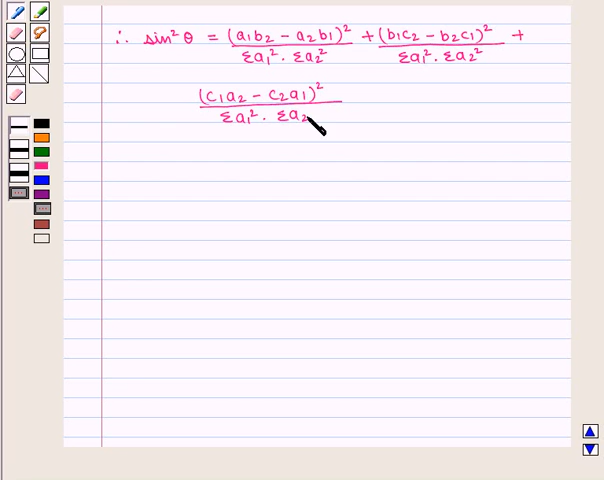 ∴ sin²θ = (a₁b₂ - a₂b₁)² / Σa₁² . Σa₂² + (b₁c₂ - b₂c₁)² / Σa₁² . Σa₂² +
(c₁a₂ - c₂a₁)² / Σa₁² . Σa₂